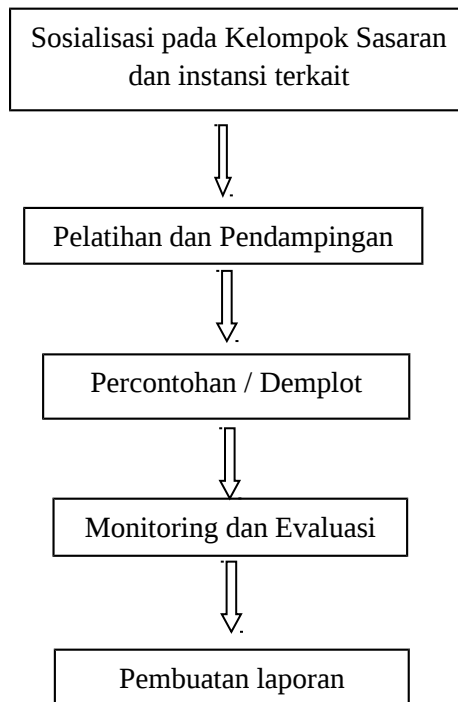 Sosialisasi pada Kelompok Sasaran
dan instansi terkait
Pelatihan dan Pendampingan
Percontohan / Demplot
Monitoring dan Evaluasi
Pembuatan laporan